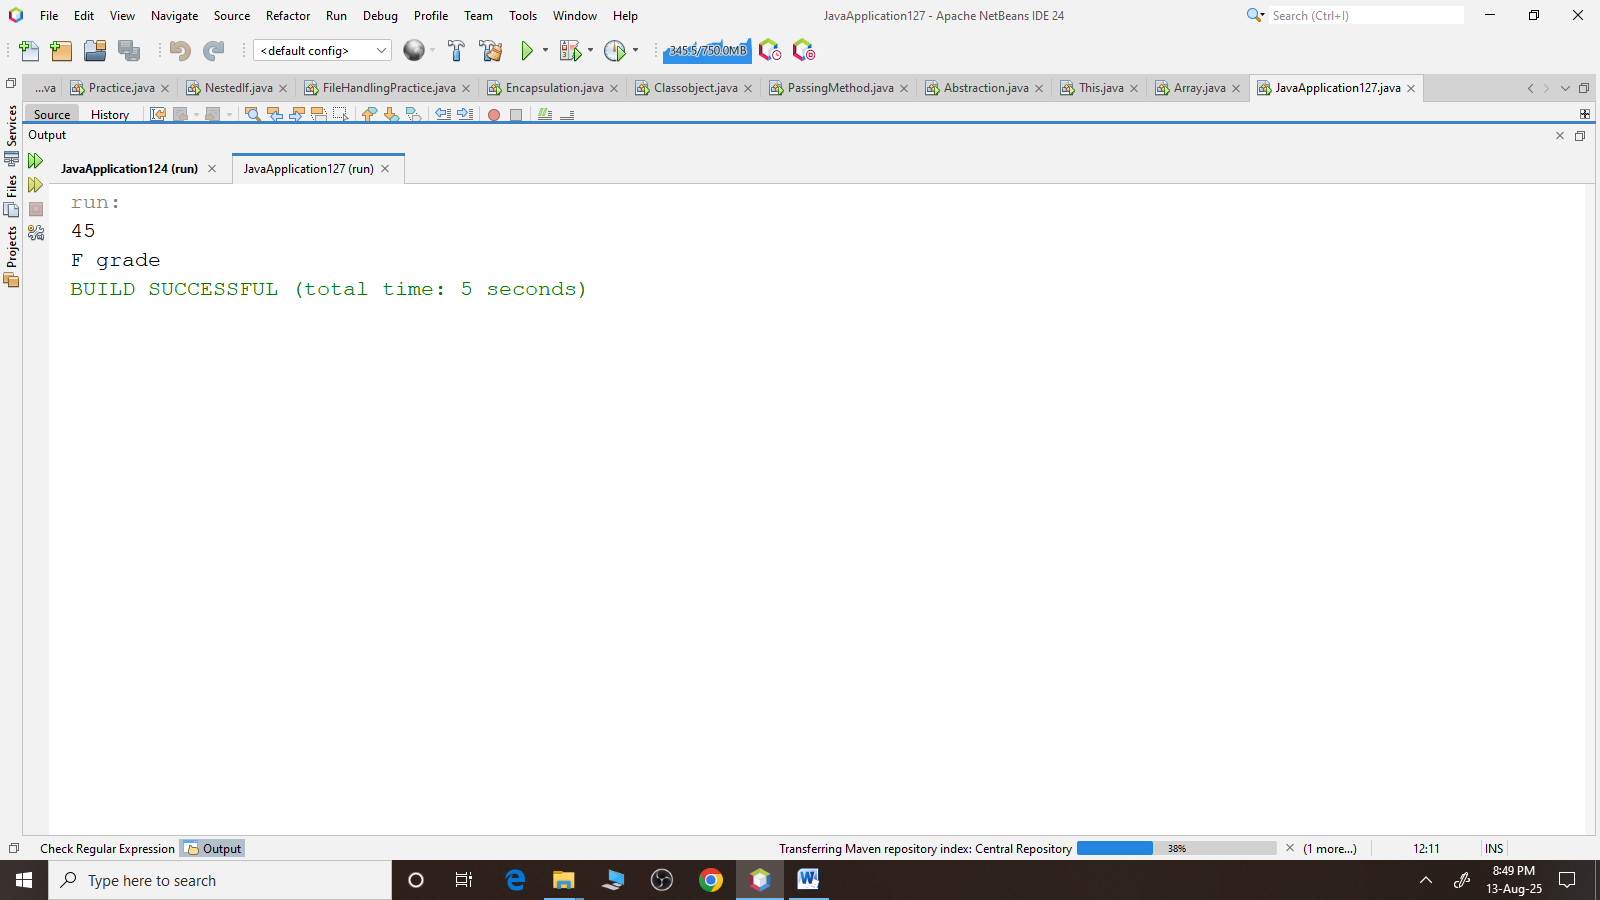 File Edit View Navigate Source Refactor Run Debug Profile Team Tools Window Help JavaApplication127 - Apache NetBeans IDE 24 Search (Ctrl+I)
<default config> 345.5/750.0MB
...va Practice.java NestedIf.java FileHandlingPractice.java Encapsulation.java Classobject.java PassingMethod.java Abstraction.java This.java Array.java JavaApplication127.java
Source History
Output
JavaApplication124 (run) JavaApplication127 (run)
Services
Files
Projects
run:
45
F grade
BUILD SUCCESSFUL (total time: 5 seconds)
Check Regular Expression Output Transferring Maven repository index: Central Repository 38% (1 more...) 12:11 INS
Type here to search
8:49 PM
13-Aug-25